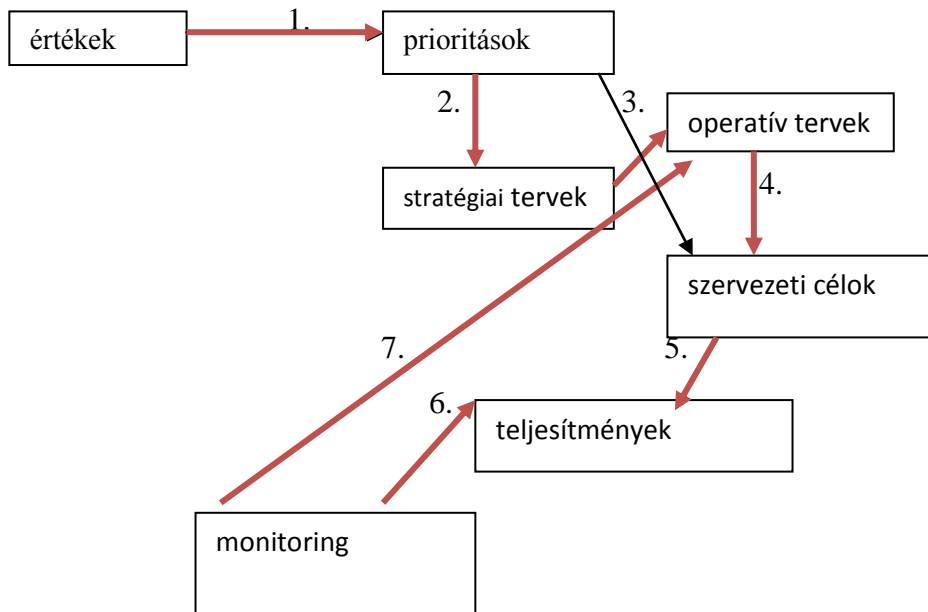 értékek
1.
prioritások
2.
3.
operatív tervek
stratégiai tervek
4.
szervezeti célok
7.
5.
6.
teljesítmények
monitoring